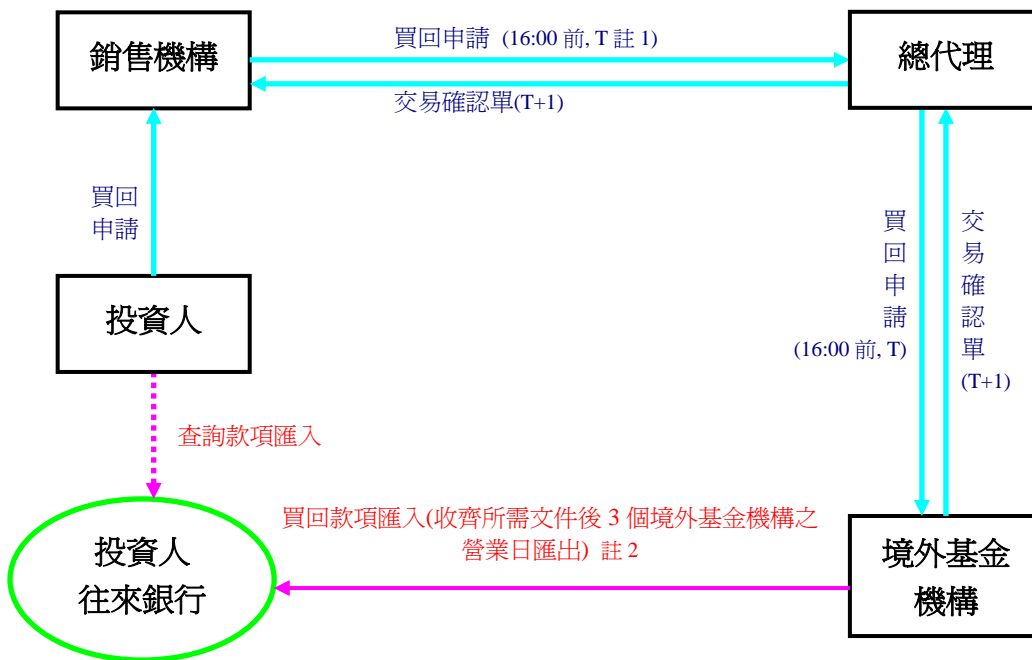 銷售機構
買回申請 (16:00 前, T 註 1)
交易確認單(T+1)
總代理
買回
申請
投資人
買
回
申
請
(16:00 前, T)
交
易
確
認
單
(T+1)
查詢款項匯入
買回款項匯入(收齊所需文件後 3 個境外基金機構之
營業日匯出) 註 2
投資人
往來銀行
境外基金
機構